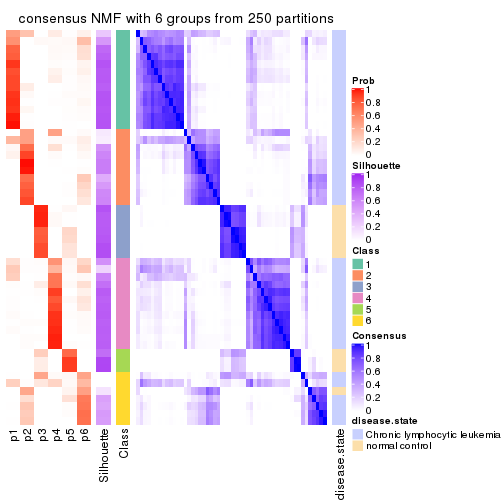 consensus NMF with 6 groups from 250 partitions
Prob
1
0.8
0.6
0.4
0.2
0
Silhouette
1
0.8
0.6
0.4
0.2
0
Class
1
2
3
4
5
6
Consensus
1
0.8
0.6
0.4
0.2
0
disease.state
Chronic lymphocytic leukemia
normal control
p1
p2
p3
p4
p5
p6
Silhouette
Class
disease.state